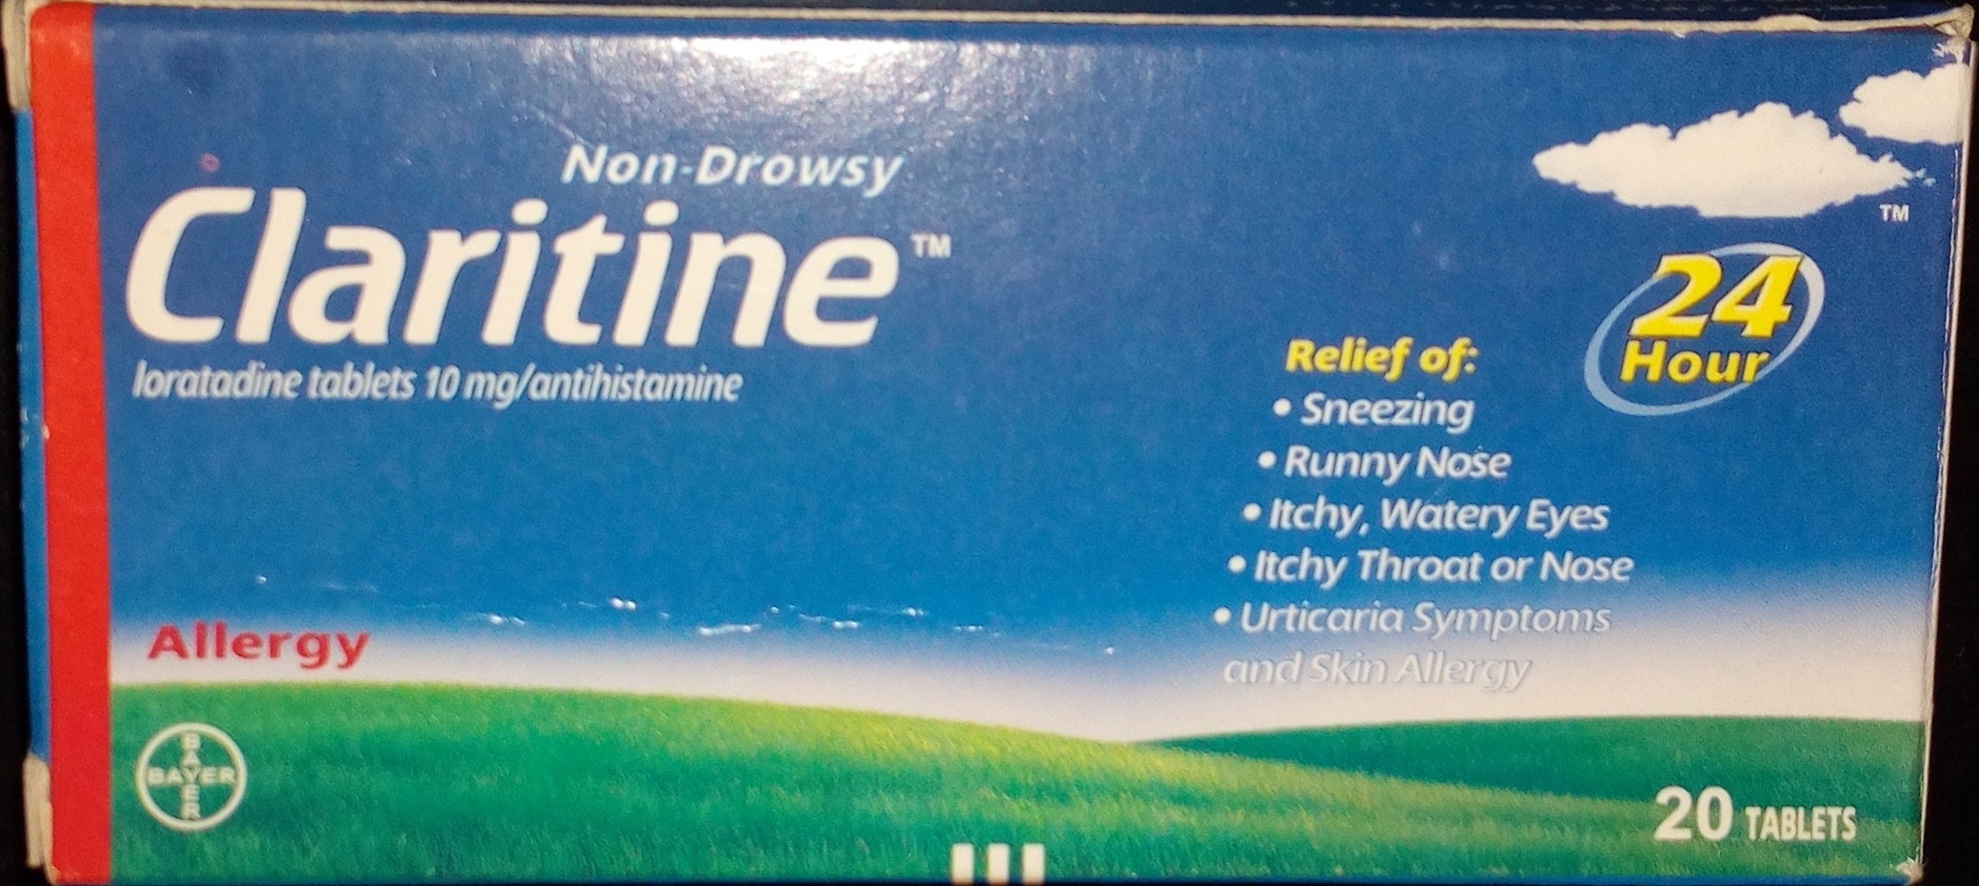 Non-Drowsy
Claritine™
loratadine tablets 10 mg/antihistamine
™
24
Hour
Relief of:
• Sneezing
• Runny Nose
• Itchy, Watery Eyes
• Itchy Throat or Nose
• Urticaria Symptoms
and Skin Allergy
Allergy
BAYER
BAYER
20 TABLETS